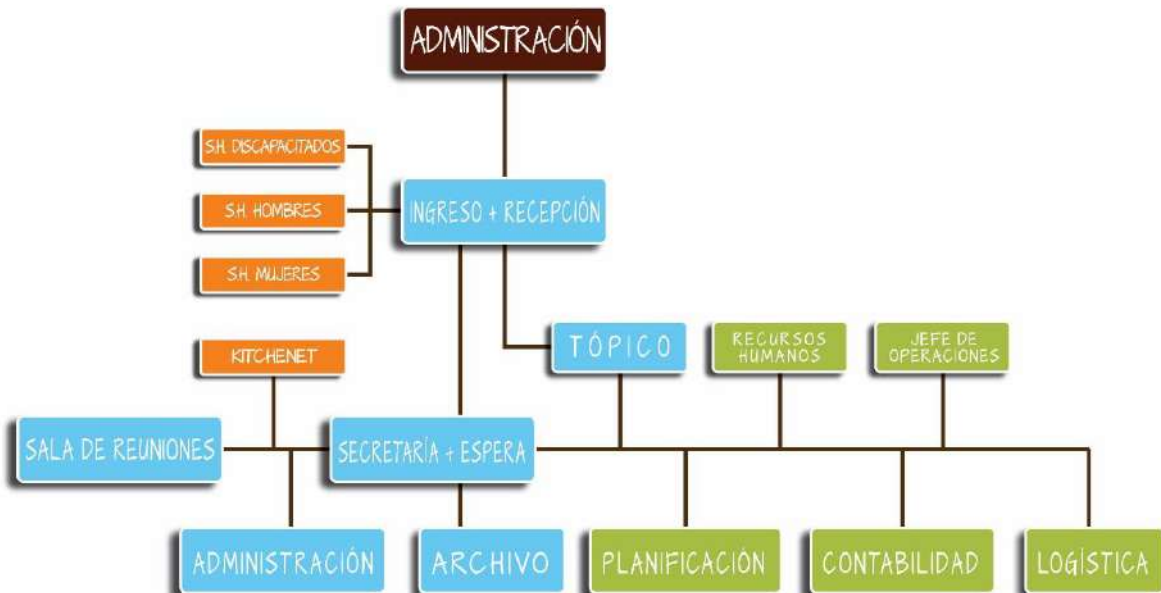 ADMINISTRACIÓN
S.H. DISCAPACITADOS
S.H. HOMBRES
INGRESO + RECEPCIÓN
S.H. MUJERES
KITCHENET
TÓPICO
RECURSOS
HUMANOS
JEFE DE
OPERACIONES
SALA DE REUNIONES
SECRETARÍA + ESPERA
ADMINISTRACIÓN
ARCHIVO
PLANIFICACIÓN
CONTABILIDAD
LOGÍSTICA